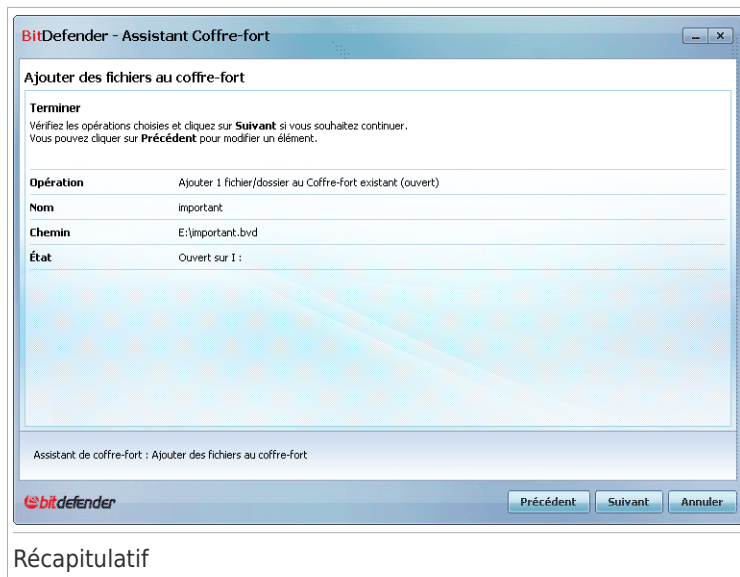 BitDefender - Assistant Coffre-fort
Ajouter des fichiers au coffre-fort
Terminer
Vérifiez les opérations choisies et cliquez sur Suivant si vous souhaitez continuer.
Vous pouvez cliquer sur Précédent pour modifier un élément.
Opération Ajouter 1 fichier/dossier au Coffre-fort existant (ouvert)
Nom important
Chemin E:\important.bvd
État Ouvert sur I :
Assistant de coffre-fort : Ajouter des fichiers au coffre-fort
bitdefender Précédent Suivant Annuler
Récapitulatif